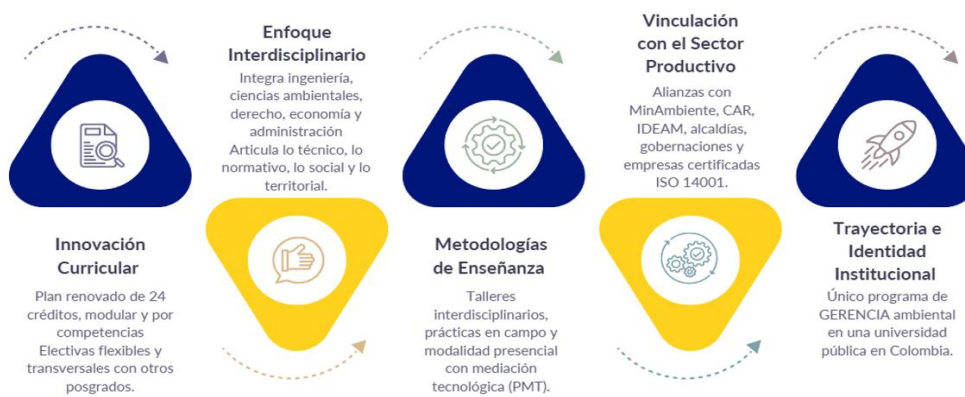 Innovación
Curricular
Plan renovado de 24
créditos, modular y por
competencias
Electivas flexibles y
transversales con otros
posgrados.
Enfoque
Interdisciplinario
Integra ingeniería,
ciencias ambientales,
derecho, economía y
administración
Articula lo técnico, lo
normativo, lo social y lo
territorial.
Metodologías
de Enseñanza
Talleres
interdisciplinarios,
prácticas en campo y
modalidad presencial
con mediación
tecnológica (PMT).
Vinculación
con el Sector
Productivo
Alianzas con
MinAmbiente, CAR,
IDEAM, alcaldías,
gobernaciones y
empresas certificadas
ISO 14001.
Trayectoria e
Identidad
Institucional
Único programa de
GERENCIA ambiental
en una universidad
pública en Colombia.